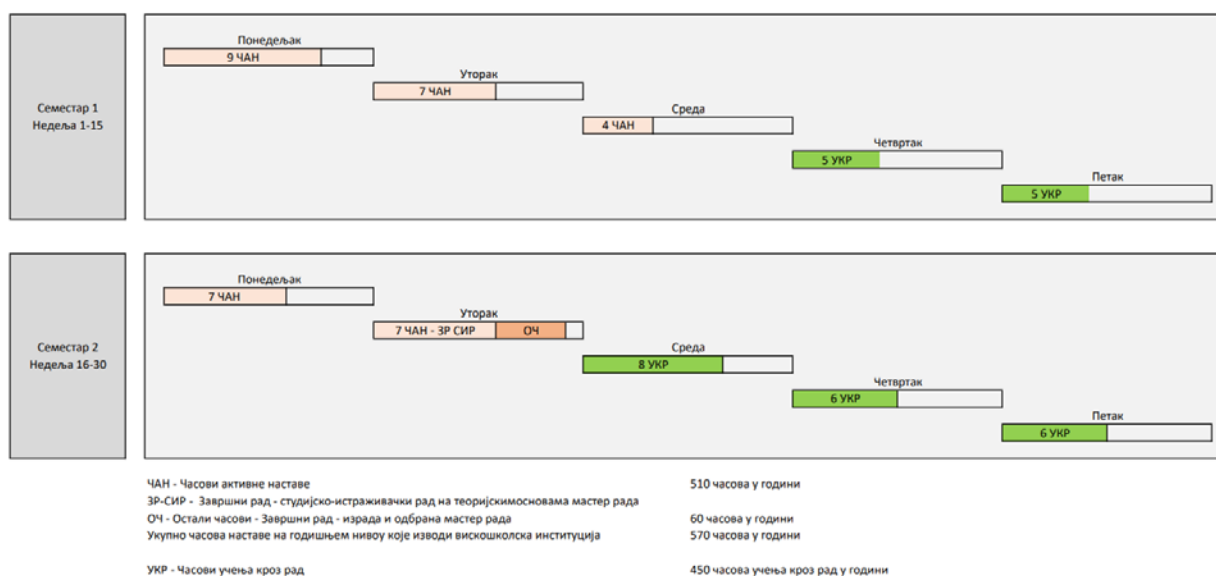 Семестар 1
Недеља 1-15
Понедељак
9 ЧАН
Уторак
7 ЧАН
Среда
4 ЧАН
Четвртак
5 УКР
Петак
5 УКР
Семестар 2
Недеља 16-30
Понедељак
7 ЧАН
Уторак
7 ЧАН - ЗР СИР ОЧ
Среда
8 УКР
Четвртак
6 УКР
Петак
6 УКР
ЧАН - Часови активне наставе 510 часова у години
ЗР-СИР - Завршни рад - студијско-истраживачки рад на теоријскимосновама мастер рада
ОЧ - Остали часови - Завршни рад - израда и одбрана мастер рада 60 часова у години
Укупно часова наставе на годишњем нивоу које изводи вискошколска институција 570 часова у години
УКР - Часови учења кроз рад 450 часова учења кроз рад у години